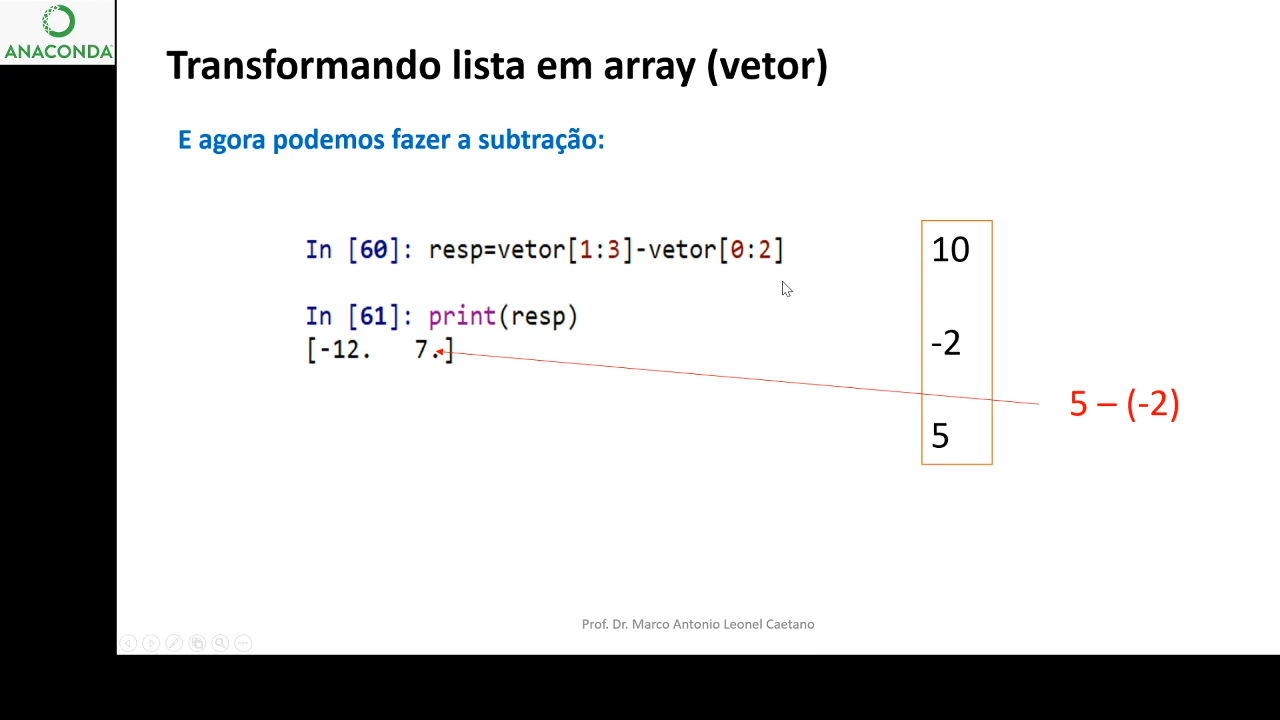 ANACONDA
Transformando lista em array (vetor)
E agora podemos fazer a subtração:
In [60]: resp=vetor[1:3]-vetor[0:2]
In [61]: print(resp)
[-12.   7.]
10
-2
5
5 – (-2)
Prof. Dr. Marco Antonio Leonel Caetano